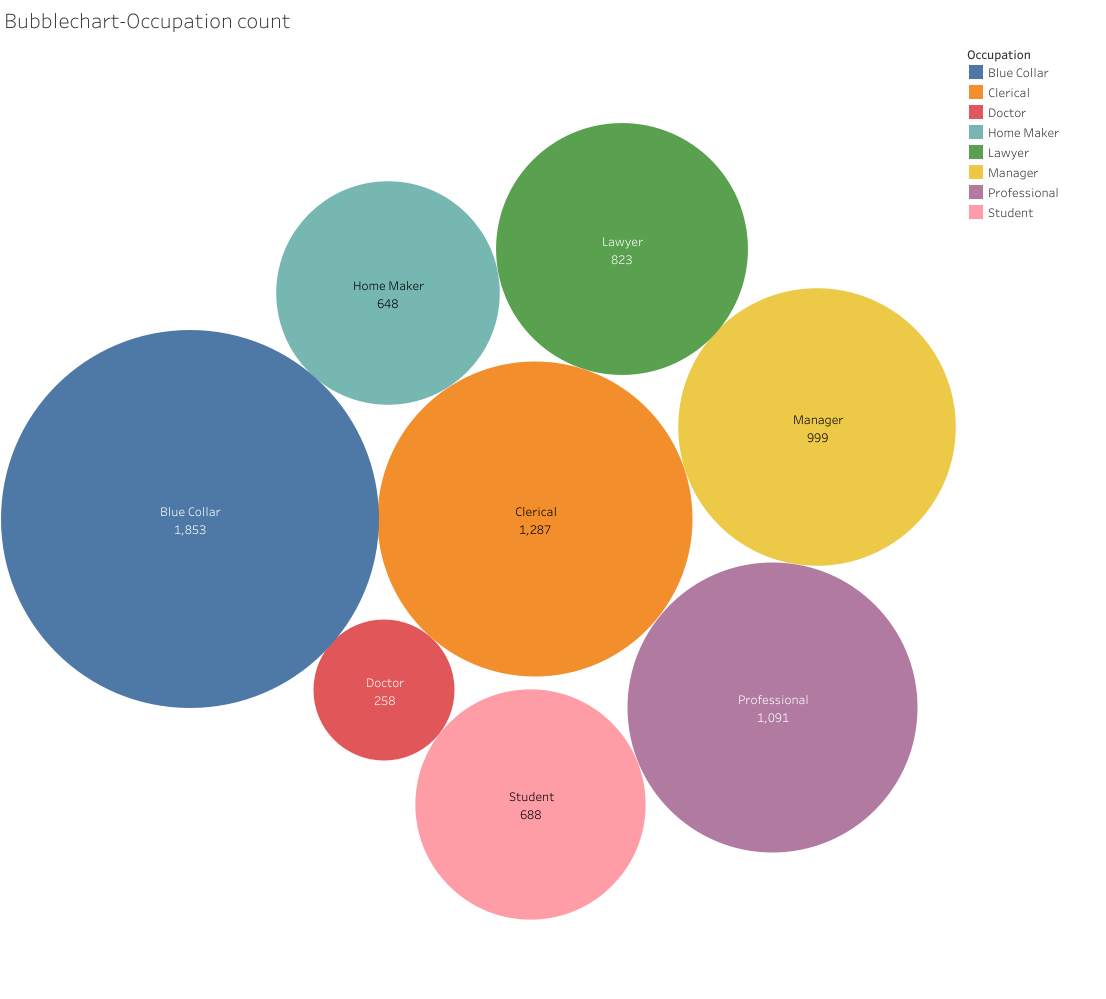 Bubblechart-Occupation count
Occupation
Blue Collar
Clerical
Doctor
Home Maker
Lawyer
Manager
Professional
Student
Lawyer
823
Home Maker
648
Manager
999
Blue Collar
1,853
Clerical
1,287
Doctor
258
Professional
1,091
Student
688